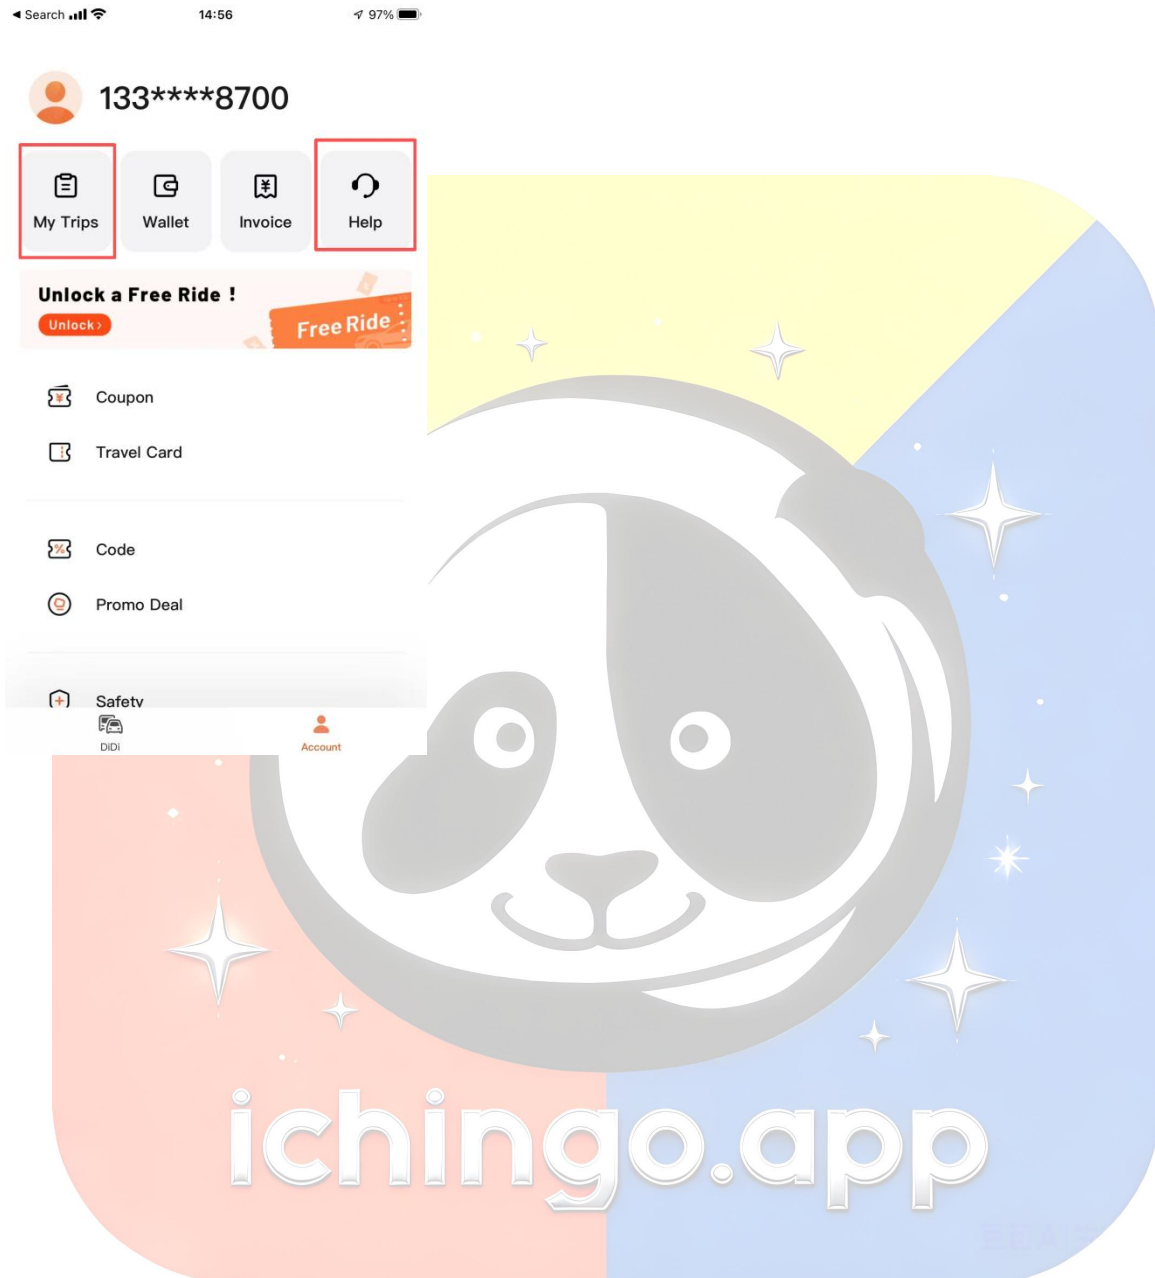 ◀ Search
14:56
97%
133****8700
My Trips
Wallet
Invoice
Help
Unlock a Free Ride !
Unlock >
Free Ride
Coupon
Travel Card
Code
Promo Deal
Safety
DiDi
Account
ichingo.app